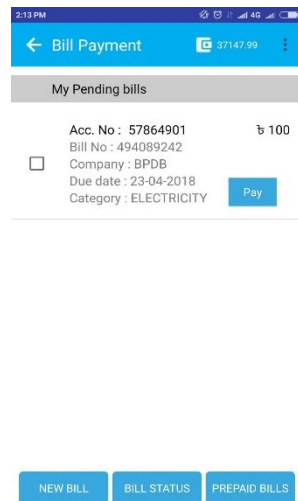 2:13 PM 4G
Bill Payment 37147.99
My Pending bills
Acc. No : 57864901 ৳ 100
Bill No : 494089242
Company : BPDB
Due date : 23-04-2018
Category : ELECTRICITY Pay
NEW BILL BILL STATUS PREPAID BILLS